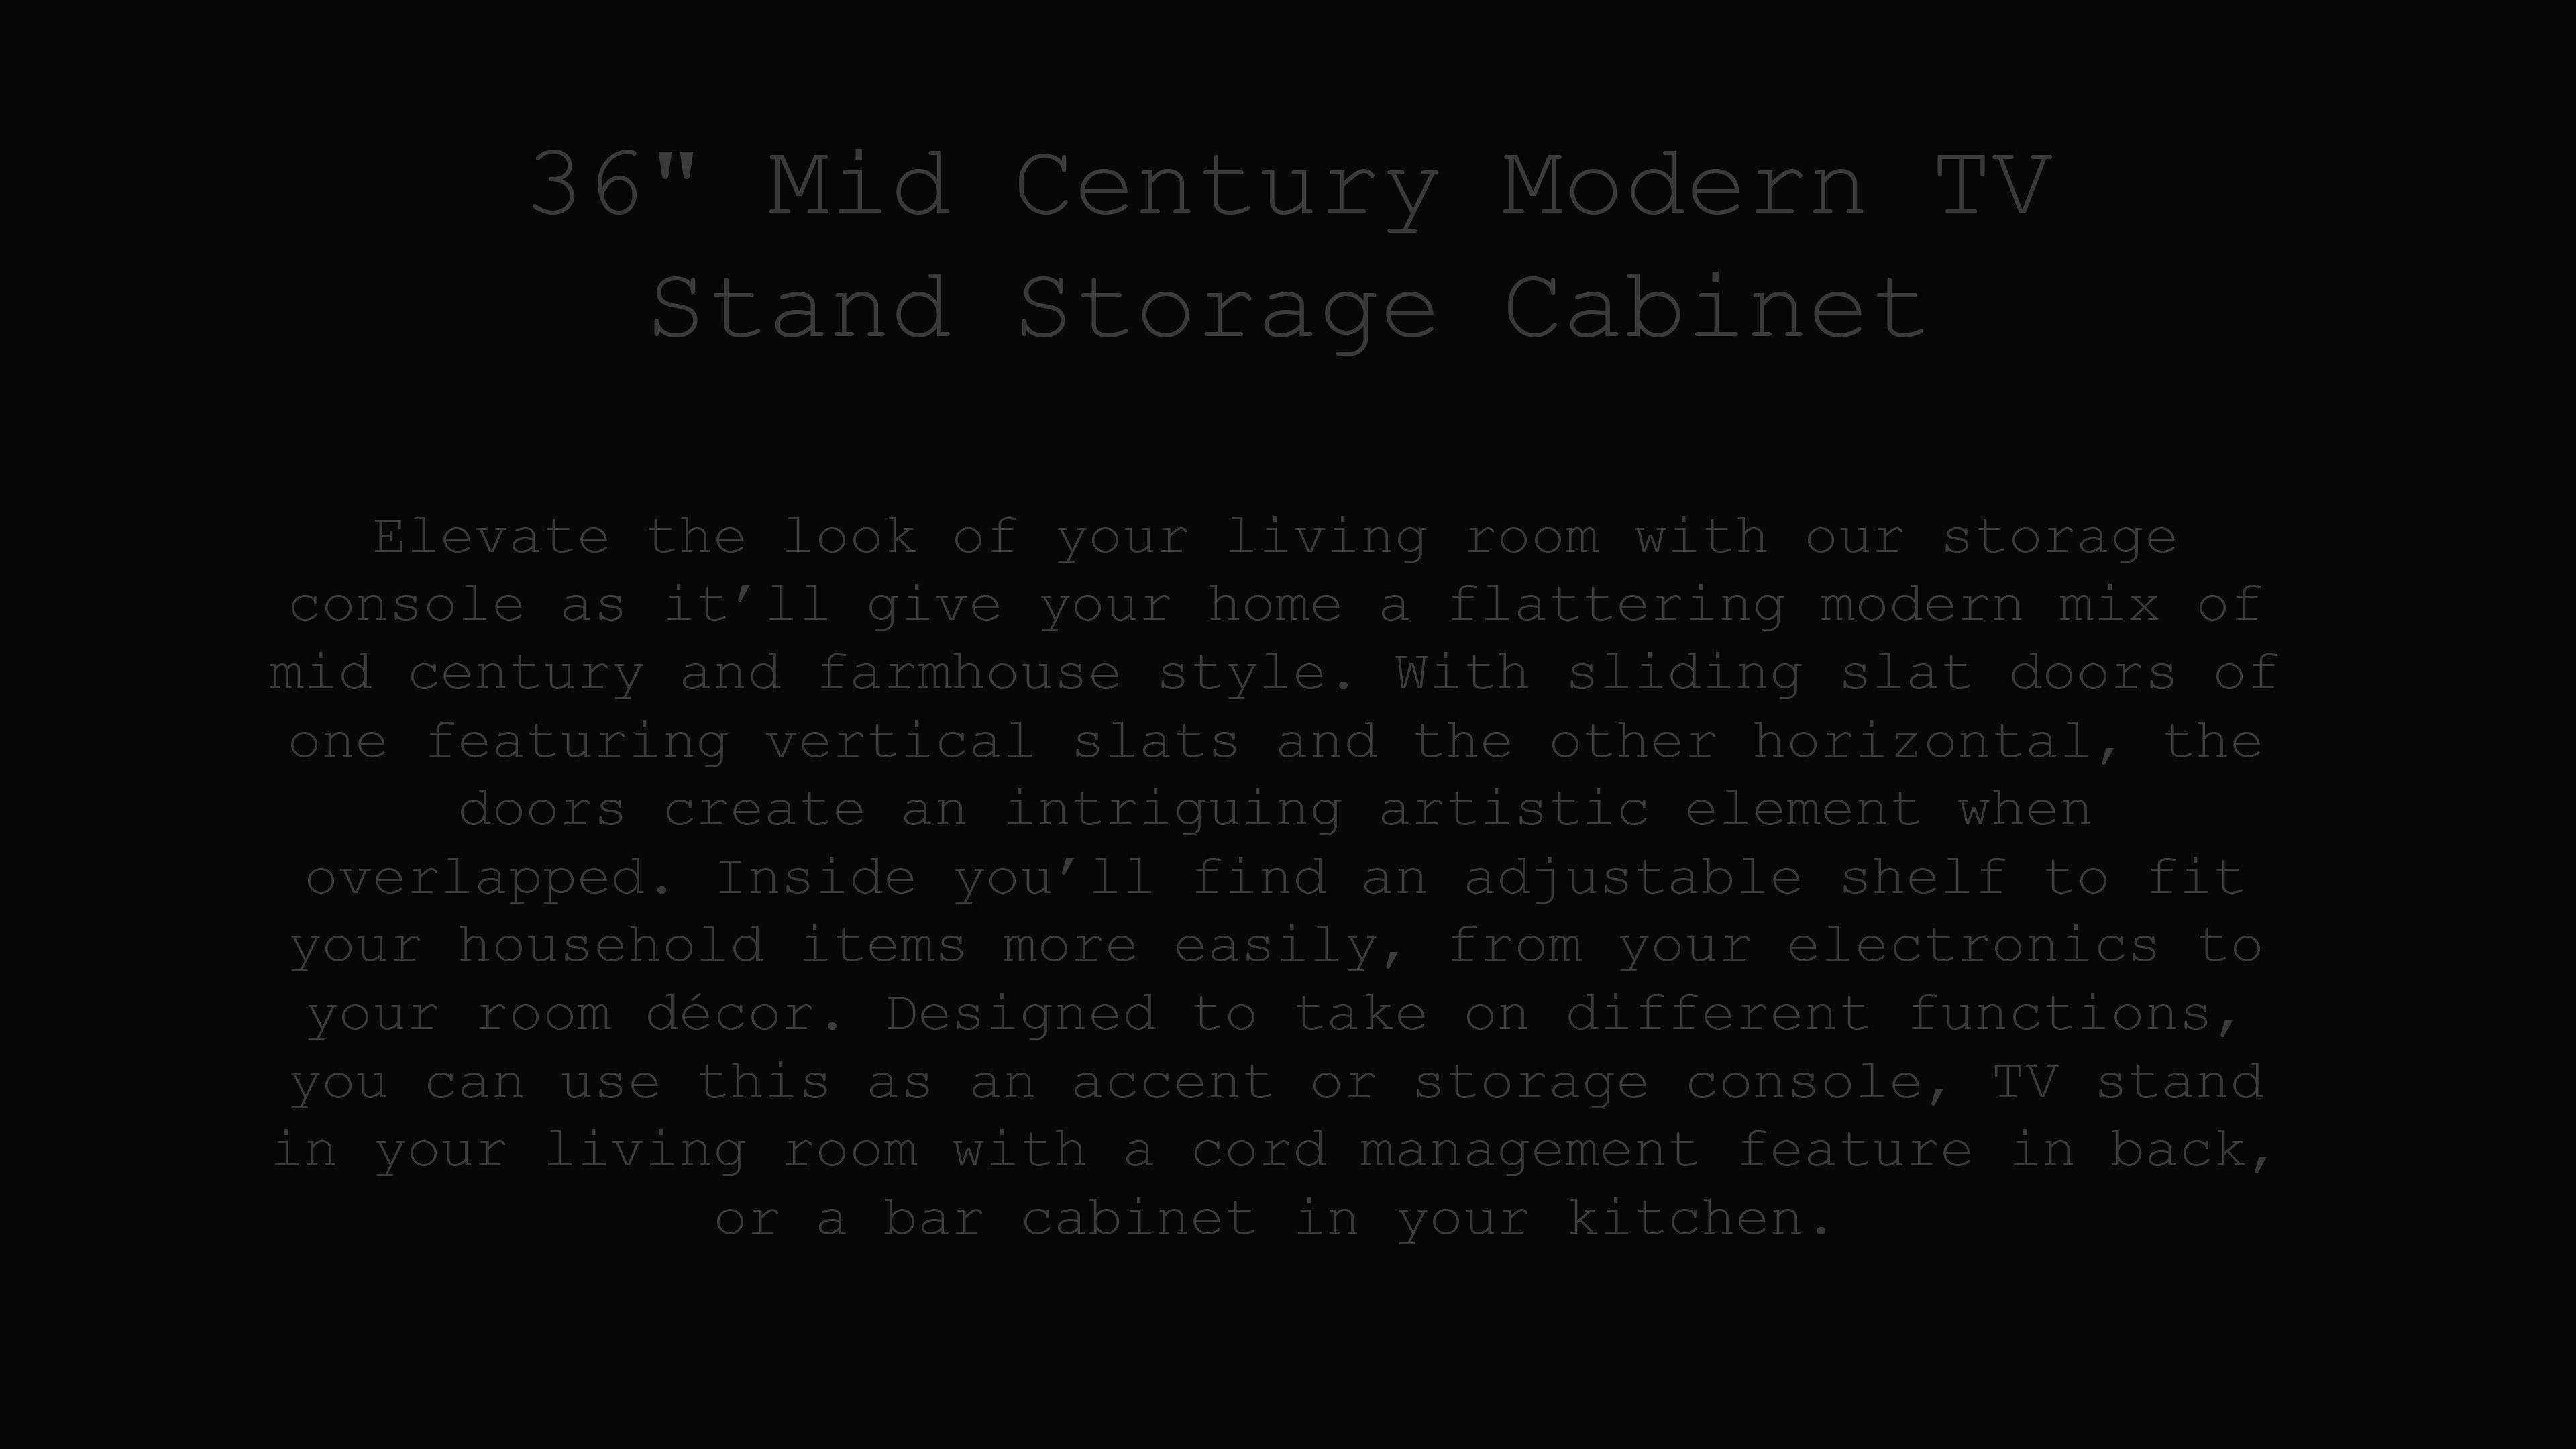 36" Mid Century Modern TV
Stand Storage Cabinet
Elevate the look of your living room with our storage
console as it’ll give your home a flattering modern mix of
mid century and farmhouse style. With sliding slat doors of
one featuring vertical slats and the other horizontal, the
doors create an intriguing artistic element when
overlapped. Inside you’ll find an adjustable shelf to fit
your household items more easily, from your electronics to
your room décor. Designed to take on different functions,
you can use this as an accent or storage console, TV stand
in your living room with a cord management feature in back,
or a bar cabinet in your kitchen.